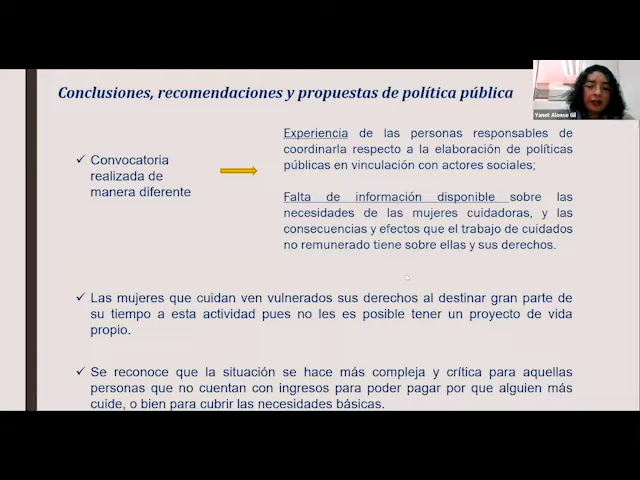 Conclusiones, recomendaciones y propuestas de política pública
✓ Convocatoria
realizada de
manera diferente
Experiencia de las personas responsables de
coordinarla respecto a la elaboración de políticas
públicas en vinculación con actores sociales;
Falta de información disponible sobre las
necesidades de las mujeres cuidadoras, y las
consecuencias y efectos que el trabajo de cuidados
no remunerado tiene sobre ellas y sus derechos.
✓ Las mujeres que cuidan ven vulnerados sus derechos al destinar gran parte de
su tiempo a esta actividad pues no les es posible tener un proyecto de vida
propio.
✓ Se reconoce que la situación se hace más compleja y crítica para aquellas
personas que no cuentan con ingresos para poder pagar por que alguien más
cuide, o bien para cubrir las necesidades básicas.
Yanet Alonso Gil